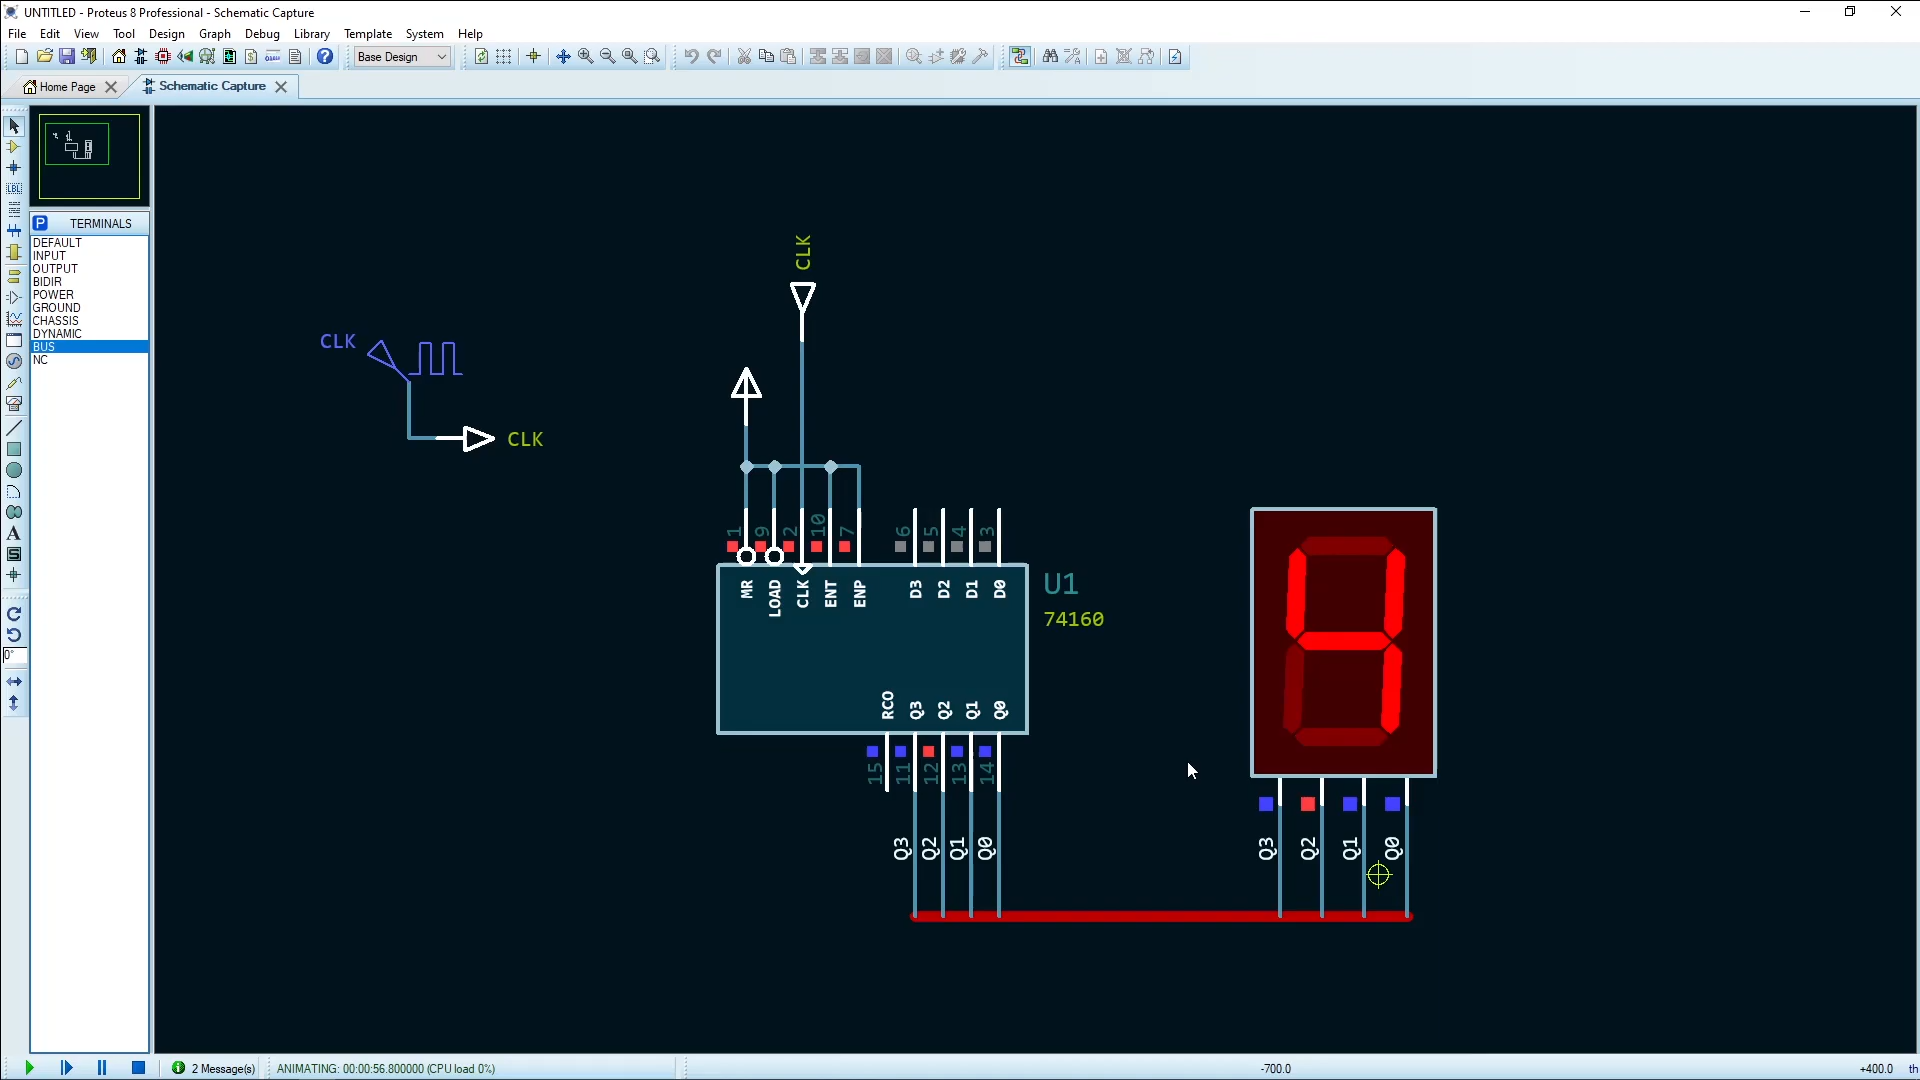 UNTITLED - Proteus 8 Professional - Schematic Capture
File Edit View Tool Design Graph Debug Library Template System Help
Base Design
Home Page
Schematic Capture
P TERMINALS
DEFAULT
INPUT
OUTPUT
BIDIR
POWER
GROUND
CHASSIS
DYNAMIC
BUS
NC
LBL
A
S
0°
CLK
CLK
CLK
1 9 2 10 7 6 5 4 3
MR LOAD CLK ENT ENP D3 D2 D1 D0
U1
74160
RCO Q3 Q2 Q1 Q0
15 11 12 13 14
Q3 Q2 Q1 Q0
4
Q3 Q2 Q1 Q0
2 Message(s)
ANIMATING: 00:00:56.800000 (CPU load 0%)
-700.0
+400.0
th